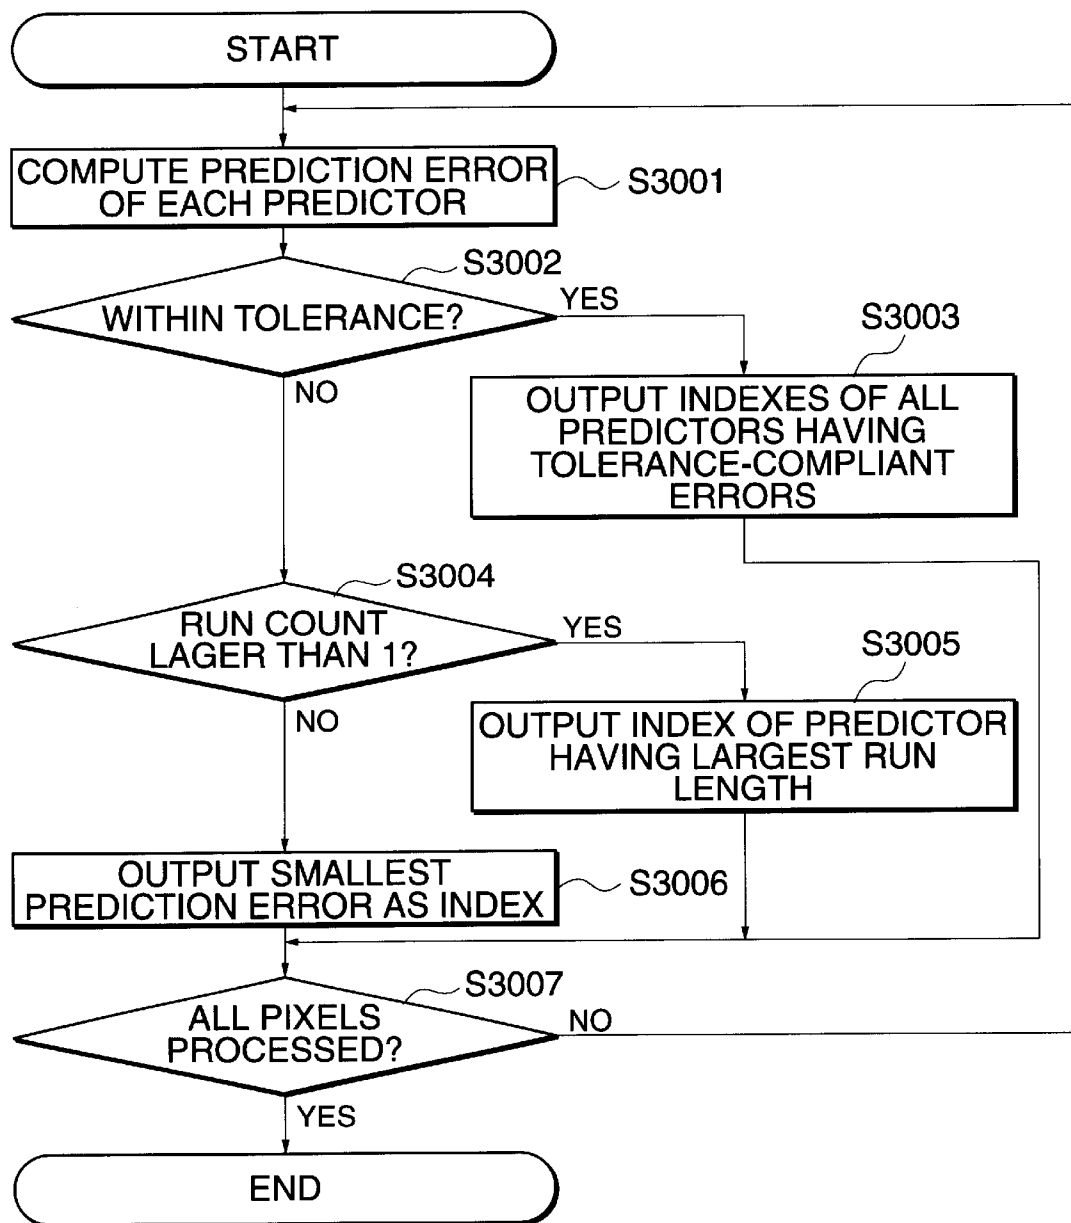 START
COMPUTE PREDICTION ERROR
OF EACH PREDICTOR
S3001
S3002
WITHIN TOLERANCE?
YES
NO
S3003
OUTPUT INDEXES OF ALL
PREDICTORS HAVING
TOLERANCE-COMPLIANT
ERRORS
S3004
RUN COUNT
LAGER THAN 1?
YES
NO
S3005
OUTPUT INDEX OF PREDICTOR
HAVING LARGEST RUN
LENGTH
OUTPUT SMALLEST
PREDICTION ERROR AS INDEX
S3006
S3007
ALL PIXELS
PROCESSED?
NO
YES
END